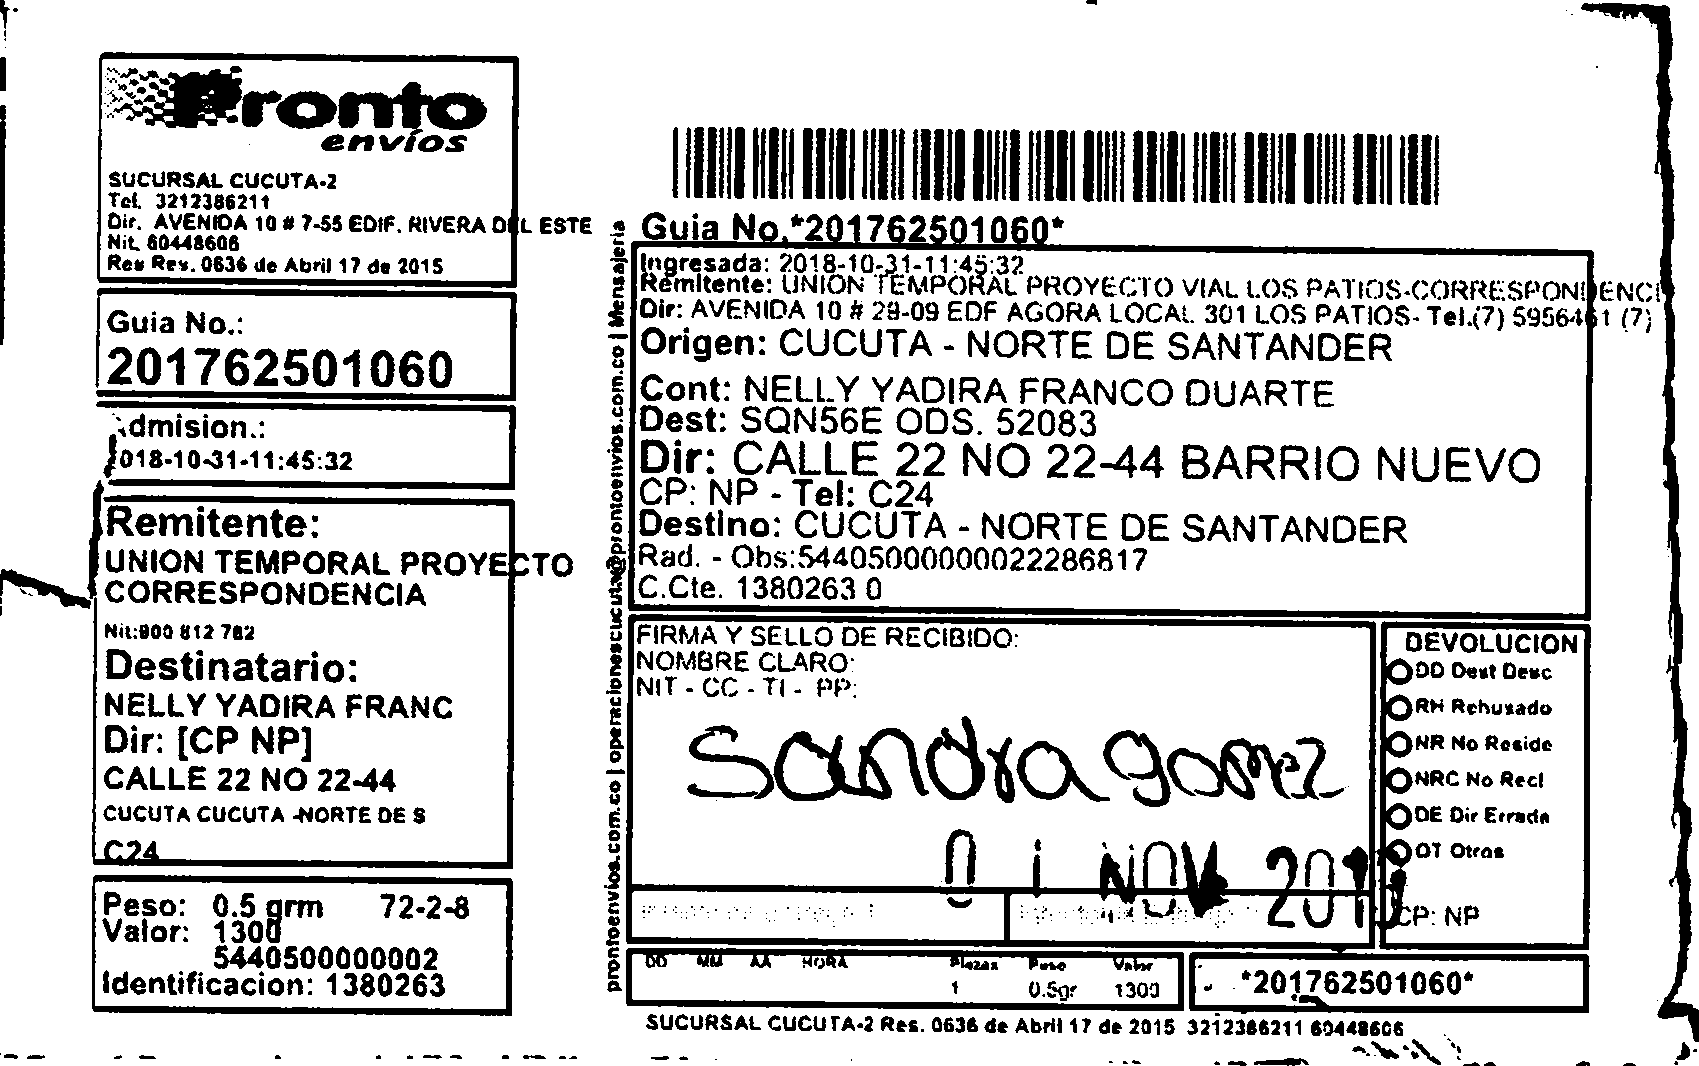 Pronto
envíos
SUCURSAL CUCUTA-2
Tel. 3212386211
Dir. AVENIDA 10 # 7-55 EDIF. RIVERA DEL ESTE
Nit. 60448606
Res Res. 0636 de Abril 17 de 2015
Guia No.:
201762501060
dmision.:
018-10-31-11:45:32
Remitente:
UNION TEMPORAL PROYECTO
CORRESPONDENCIA
Nit:900 812 782
Destinatario:
NELLY YADIRA FRANC
Dir: [CP NP]
CALLE 22 NO 22-44
CUCUTA CUCUTA -NORTE DE S
C24
Peso: 0.5 grm 72-2-8
Valor: 1300
5440500000002
Identificacion: 1380263
prontoenvios.com.co | operacionescucuta@prontoenvios.com.co | Mensajeria
Guia No.*201762501060*
Ingresada: 2018-10-31-11:45:32
Remitente: UNION TEMPORAL PROYECTO VIAL LOS PATIOS-CORRESPONDENCI
Dir: AVENIDA 10 # 29-09 EDF AGORA LOCAL 301 LOS PATIOS- Tel.(7) 5956461 (7)
Origen: CUCUTA - NORTE DE SANTANDER
Cont: NELLY YADIRA FRANCO DUARTE
Dest: SQN56E ODS. 52083
Dir: CALLE 22 NO 22-44 BARRIO NUEVO
CP: NP - Tel: C24
Destino: CUCUTA - NORTE DE SANTANDER
Rad. - Obs:54405000000022286817
C.Cte. 1380263 0
FIRMA Y SELLO DE RECIBIDO:
NOMBRE CLARO:
NIT - CC - TI - PP:
Sandra gomez
01 NOV 2018
DEVOLUCION
DD Dest Desc
RH Rehusado
NR No Reside
NRC No Recl
DE Dir Errada
OT Otros
CP: NP
DD MM AA HORA Piezas Peso Valor
1 0.5gr 1300
*201762501060*
SUCURSAL CUCUTA-2 Res. 0636 de Abril 17 de 2015 3212386211 60448606